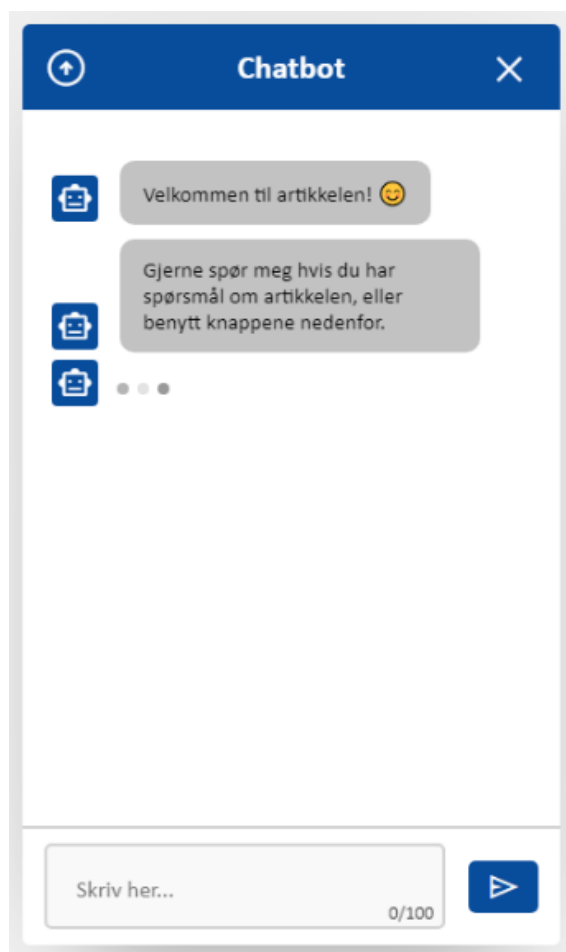 Chatbot
Velkommen til artikkelen! 😊
Gjerne spør meg hvis du har
spørsmål om artikkelen, eller
benytt knappene nedenfor.
Skriv her...
0/100